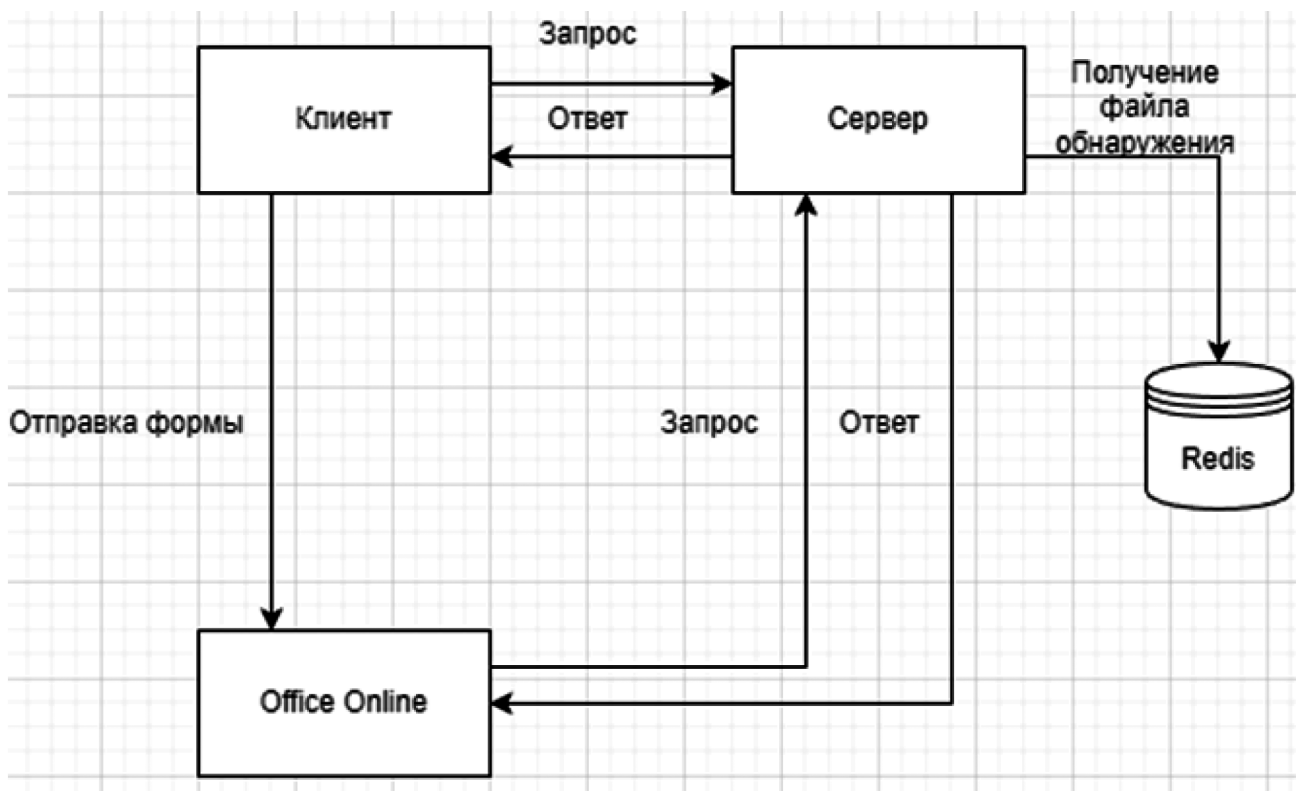 Запрос
Клиент
Ответ
Сервер
Получение
файла
обнаружения
Отправка формы
Запрос
Ответ
Redis
Office Online